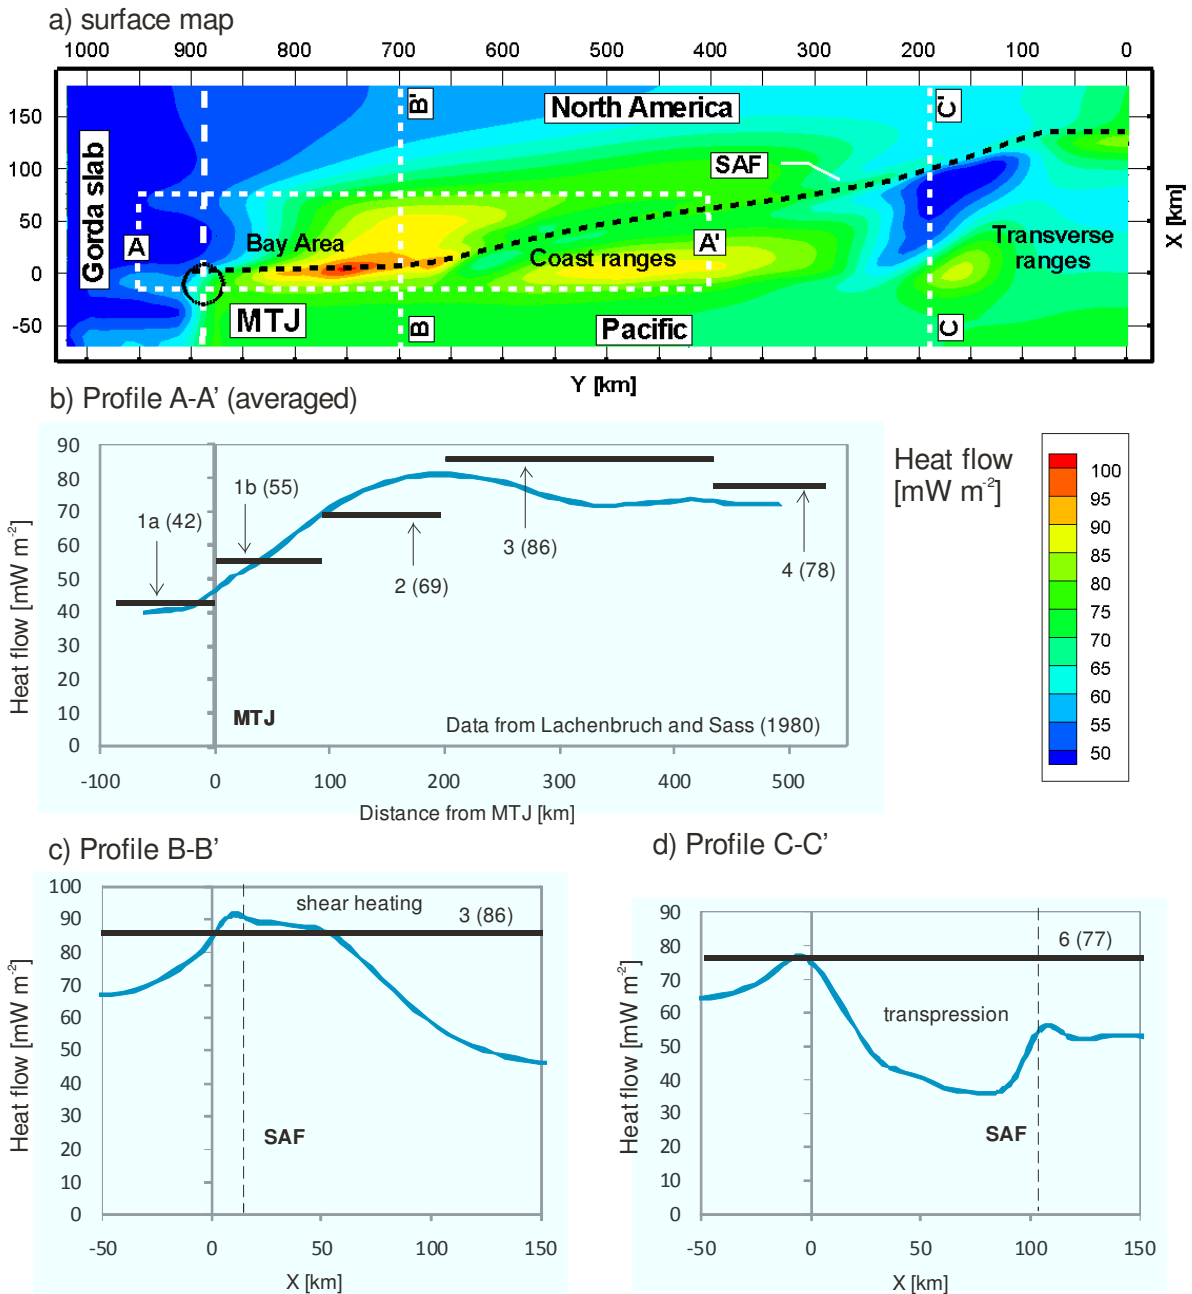 a) surface map
1000 900 800 700 600 500 400 300 200 100 0
150
100
50
0
-50
X [km]
Gorda slab
B'
North America
C'
SAF
A
Bay Area
A'
Coast ranges
Transverse
ranges
MTJ
B
Pacific
C
Y [km]
b) Profile A-A’ (averaged)
90
80
70
60
50
40
30
20
10
0
Heat flow [mW m-2]
1a (42)
1b (55)
2 (69)
3 (86)
4 (78)
MTJ
Data from Lachenbruch and Sass (1980)
-100 0 100 200 300 400 500
Distance from MTJ [km]
Heat flow
[mW m-2]
100
95
90
85
80
75
70
65
60
55
50
c) Profile B-B’
100
90
80
70
60
50
40
30
20
10
0
Heat flow [mW m-2]
shear heating
3 (86)
SAF
-50 0 50 100 150
X [km]
d) Profile C-C’
90
80
70
60
50
40
30
20
10
0
Heat flow [mW m-2]
6 (77)
transpression
SAF
-50 0 50 100 150
X [km]